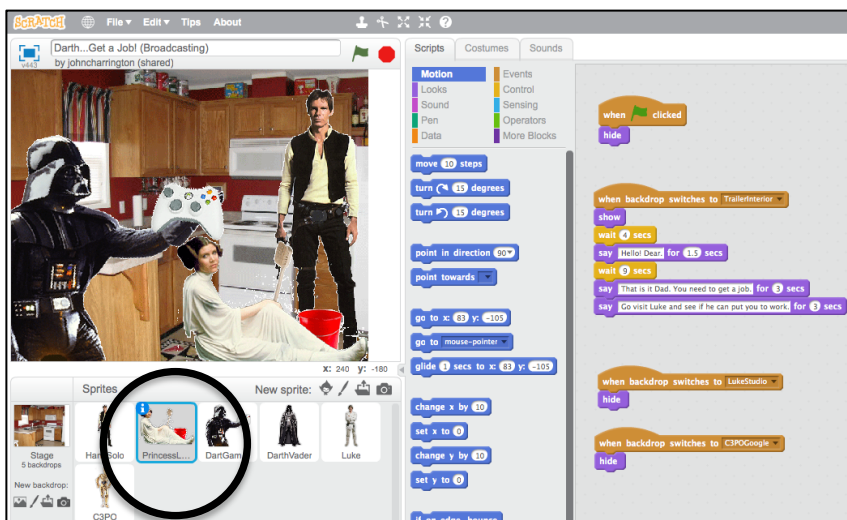 SCRATCH File▼ Edit▼ Tips About
Darth...Get a Job! (Broadcasting)
by johncharrington (shared)
v443
X: 240 Y: -180
Sprites New sprite:
Stage
5 backdrops
New backdrop:
PrincessL...
DartGam
DarthVader
Luke
C3PO
Scripts Costumes Sounds
Motion
Looks
Sound
Pen
Data
Events
Control
Sensing
Operators
More Blocks
move 10 steps
turn 15 degrees
turn 15 degrees
point in direction 90▼
point towards
go to x: 83 y: -105
go to mouse-pointer
glide 1 secs to x: 83 y: -105
change x by 10
set x to 0
change y by 10
set y to 0
if on edge, bounce
when clicked
hide
when backdrop switches to TrailerInterior
show
wait 4 secs
say Hello! Dear. for 1.5 secs
wait 9 secs
say That is it Dad. You need to get a job. for 3 secs
say Go visit Luke and see if he can put you to work. for 3 secs
when backdrop switches to LukeStudio
hide
when backdrop switches to C3POGoogle
hide